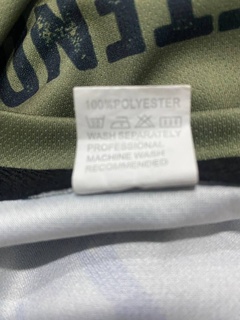 100%POLYESTER
WASH SEPARATELY
PROFESSIONAL
MACHINE WASH
RECOMMENDED